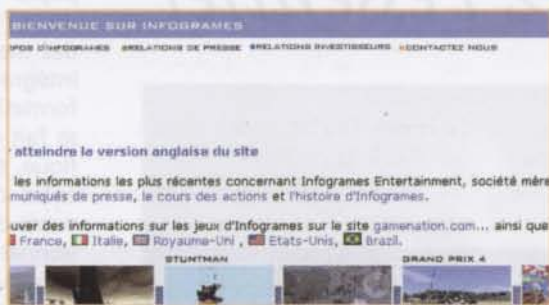 BIENVENUE SUR INFOGRAMES
OPOS D'INFOGRAMES RELATIONS DE PRESSE RELATIONS INVESTISSEURS CONTACTEZ NOUS
atteindre la version anglaise du site
les informations les plus récentes concernant Infogrames Entertainment, société mère
muniqués de presse, le cours des actions et l'histoire d'Infogrames.
uver des informations sur les jeux d'Infogrames sur le site gamenation.com... ainsi que
France, Italie, Royaume-Uni , Etats-Unis, Brazil.
STUNTMAN GRAND PRIX 4